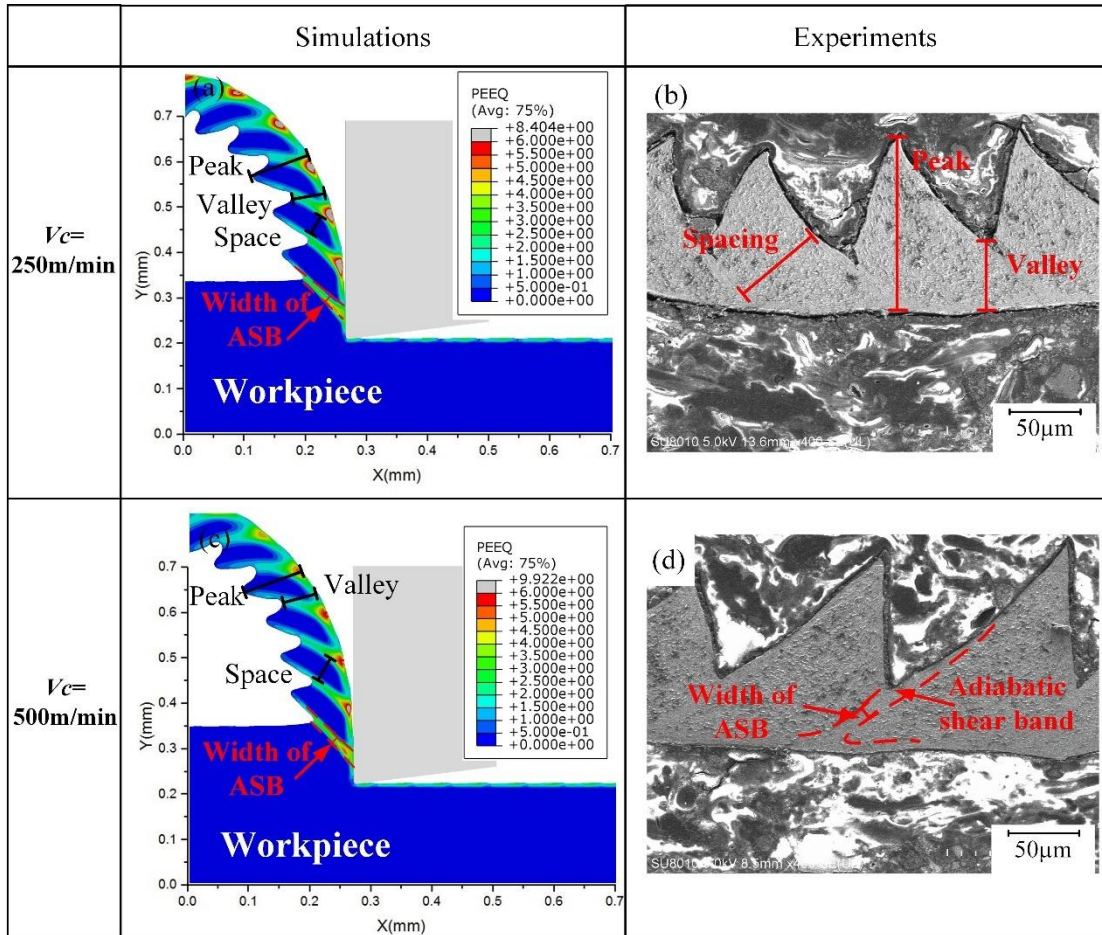 Simulations
Experiments
Vc=
250m/min
(a)
Peak
Valley
Space
Width of
ASB
Workpiece
PEEQ
(Avg: 75%)
+8.404e+00
+6.000e+00
+5.500e+00
+5.000e+00
+4.500e+00
+4.000e+00
+3.500e+00
+3.000e+00
+2.500e+00
+2.000e+00
+1.500e+00
+1.000e+00
+5.000e-01
+0.000e+00
Y(mm)
0.7
0.6
0.5
0.4
0.3
0.2
0.1
0.0
0.0 0.1 0.2 0.3 0.4 0.5 0.6 0.7
X(mm)
(b)
Peak
Spacing
Valley
SU8010 5.0kV 13.6mm x400 SE(UL)
50μm
Vc=
500m/min
(c)
Peak
Valley
Space
Width of
ASB
Workpiece
PEEQ
(Avg: 75%)
+9.922e+00
+6.000e+00
+5.500e+00
+5.000e+00
+4.500e+00
+4.000e+00
+3.500e+00
+3.000e+00
+2.500e+00
+2.000e+00
+1.500e+00
+1.000e+00
+5.000e-01
+0.000e+00
Y(mm)
0.8
0.7
0.6
0.5
0.4
0.3
0.2
0.1
0.0
0.0 0.1 0.2 0.3 0.4 0.5 0.6 0.7
X(mm)
(d)
Width of
ASB
Adiabatic
shear band
50μm